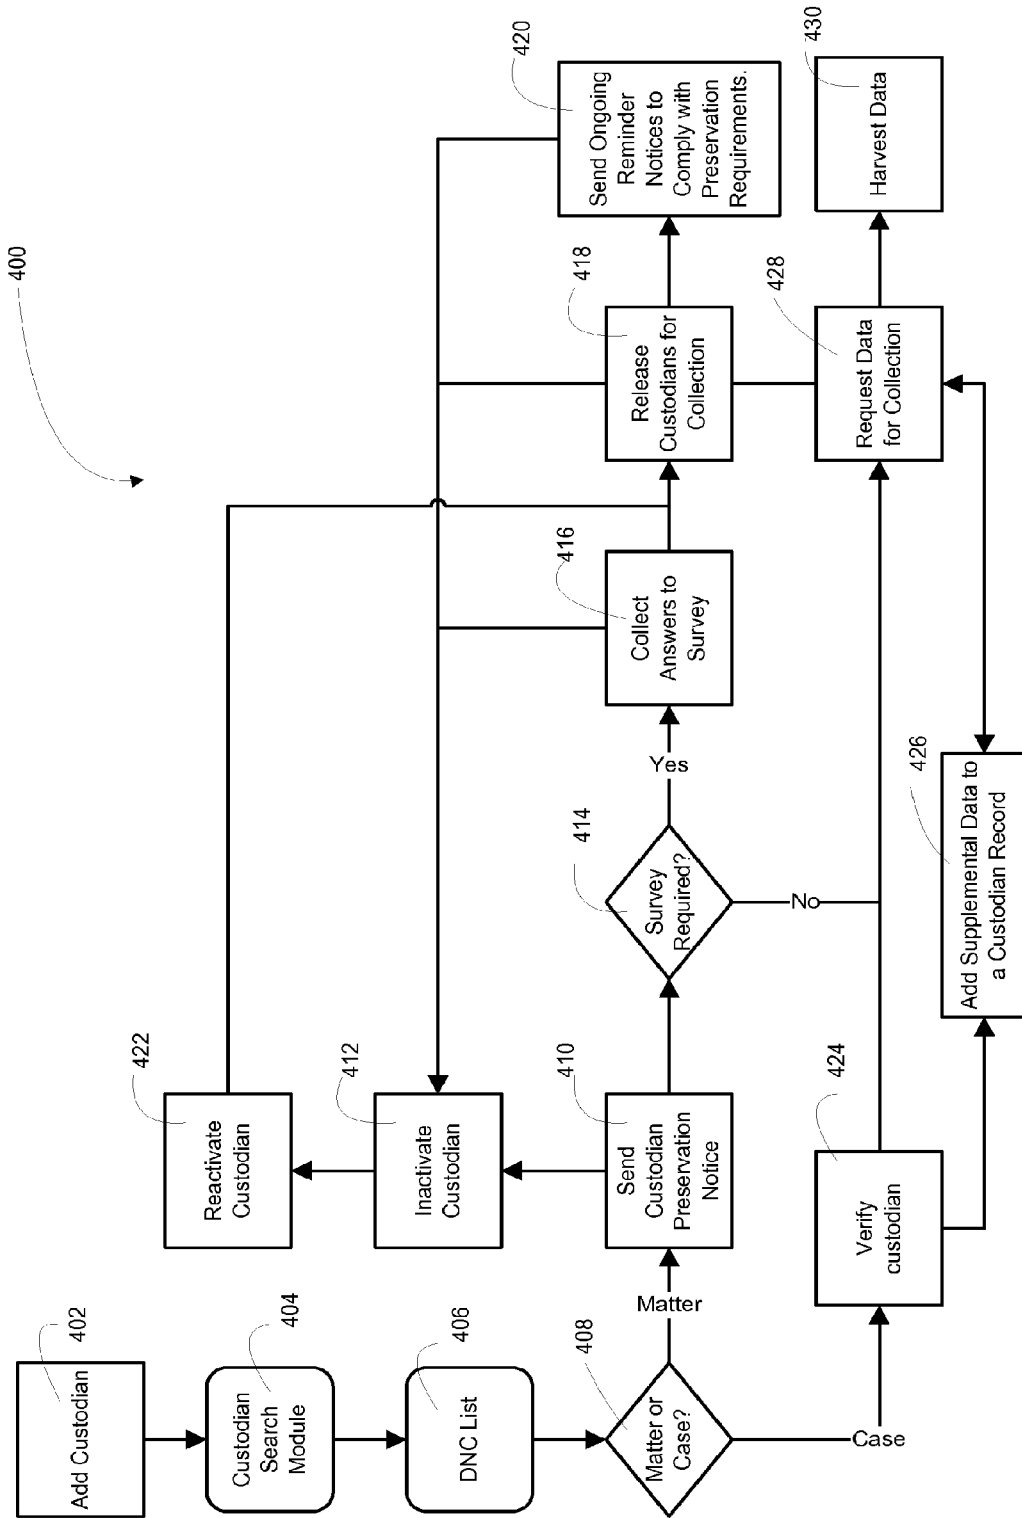 400
402
Add Custodian
404
Custodian
Search
Module
406
DNC List
408
Matter or
Case?
Matter
Case
410
Send
Custodian
Preservation
Notice
412
Inactivate
Custodian
422
Reactivate
Custodian
414
Survey
Required?
Yes
No
416
Collect
Answers to
Survey
418
Release
Custodians for
Collection
420
Send Ongoing
Reminder
Notices to
Comply with
Preservation
Requirements.
424
Verify
custodian
426
Add Supplemental Data to
a Custodian Record
428
Request Data
for Collection
430
Harvest Data